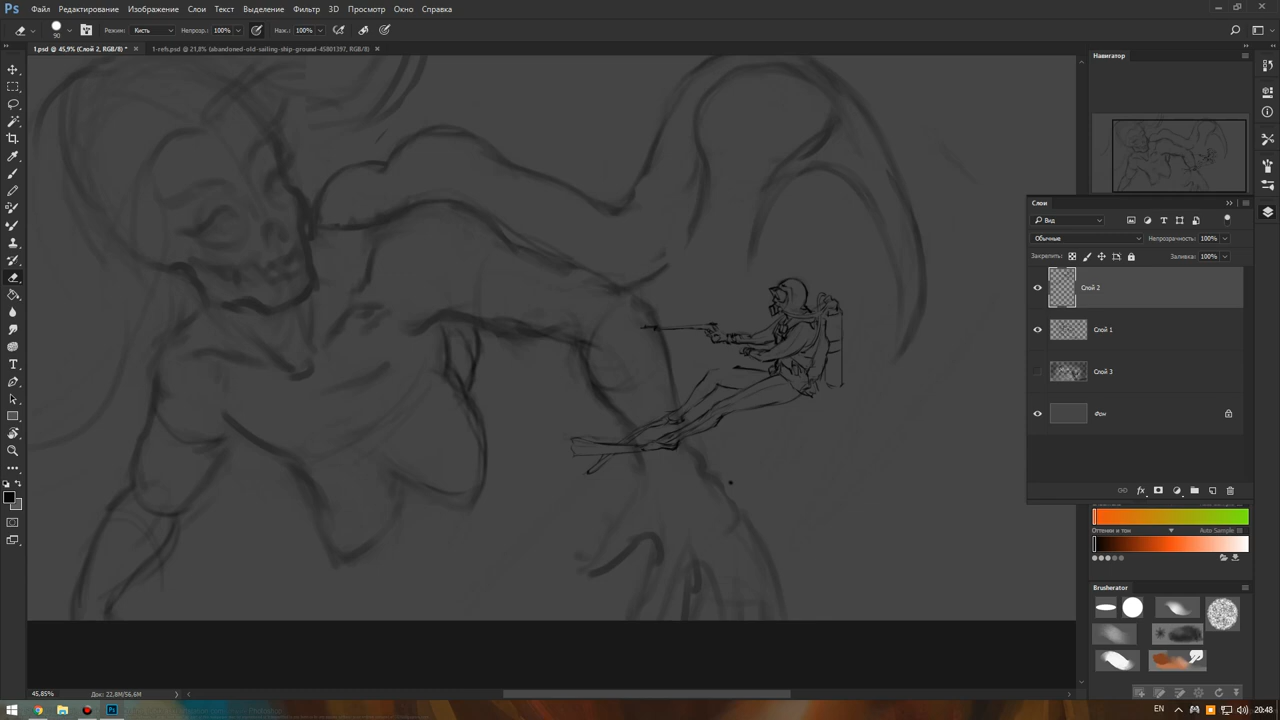 Ps Файл Редактирование Изображение Слои Текст Выделение Фильтр 3D Просмотр Окно Справка
90 Режим: Кисть Непрозр.: 100% Наж.: 100%
1.psd @ 45,9% (Слой 2, RGB/8) * × 1-refs.psd @ 21,8% (abandoned-old-sailing-ship-ground-45801397, RGB/8) ×
Навигатор
Слои
Вид
Обычные Непрозрачность: 100%
Закрепить: Заливка: 100%
Слой 2
Слой 1
Слой 3
Фон
fx
Оттенки и тон Auto Sample
Brusherator
45,85% Док: 22,8M/56,6M
EN 20:48